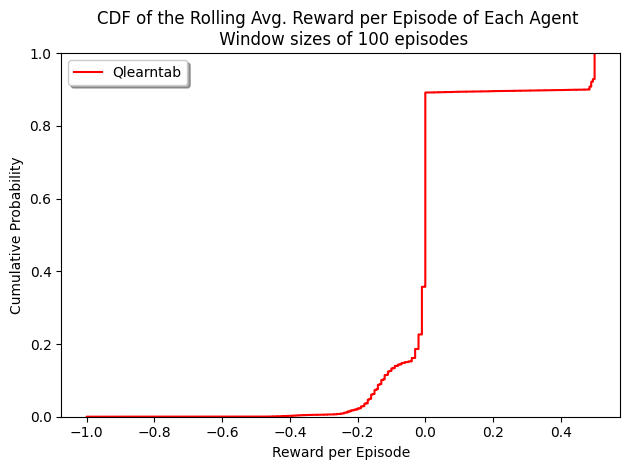 CDF of the Rolling Avg. Reward per Episode of Each Agent
Window sizes of 100 episodes
Qlearntab
1.0
0.8
0.6
0.4
0.2
0.0
Cumulative Probability
−1.0 −0.8 −0.6 −0.4 −0.2 0.0 0.2 0.4
Reward per Episode